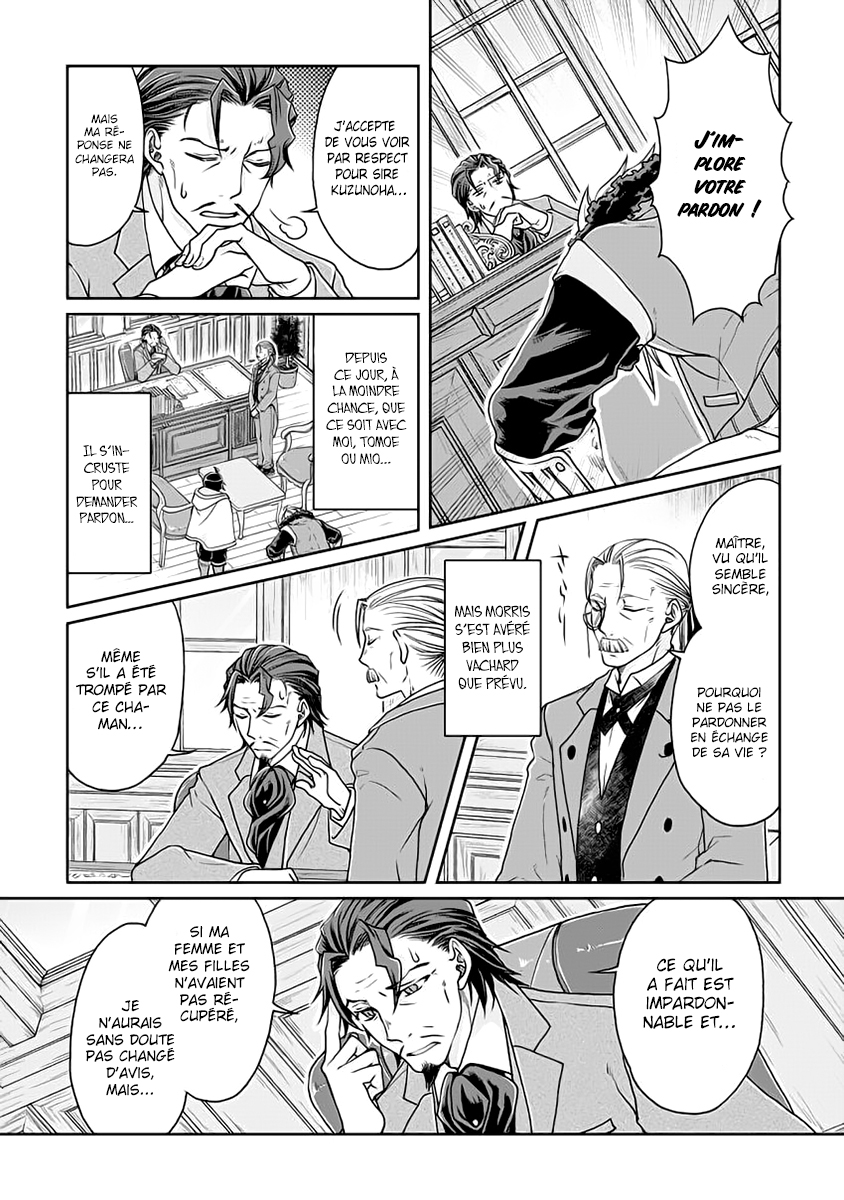 J'IM-
PLORE
VOTRE
PARDON !
J'ACCEPTE
DE VOUS VOIR
PAR RESPECT
POUR SIRE
KUZUNOHA...
MAIS
MA RÉ-
PONSE NE
CHANGERA
PAS.
DEPUIS
CE JOUR, À
LA MOINDRE
CHANCE, QUE
CE SOIT AVEC
MOI, TOMOE
OU MIO...
IL S'IN-
CRUSTE
POUR
DEMANDER
PARDON...
MAÎTRE,
VU QU'IL
SEMBLE
SINCÈRE,
POURQUOI
NE PAS LE
PARDONNER
EN ÉCHANGE
DE SA VIE ?
MAIS MORRIS
S'EST AVÉRÉ
BIEN PLUS
VACHARD
QUE PRÉVU.
MÊME
S'IL A ÉTÉ
TROMPÉ PAR
CE CHA-
MAN...
CE QU'IL
A FAIT EST
IMPARDON-
NABLE ET...
SI MA
FEMME ET
MES FILLES
N'AVAIENT
PAS RÉ-
CUPÉRÉ,
JE
N'AURAIS
SANS DOUTE
PAS CHANGÉ
D'AVIS,
MAIS...